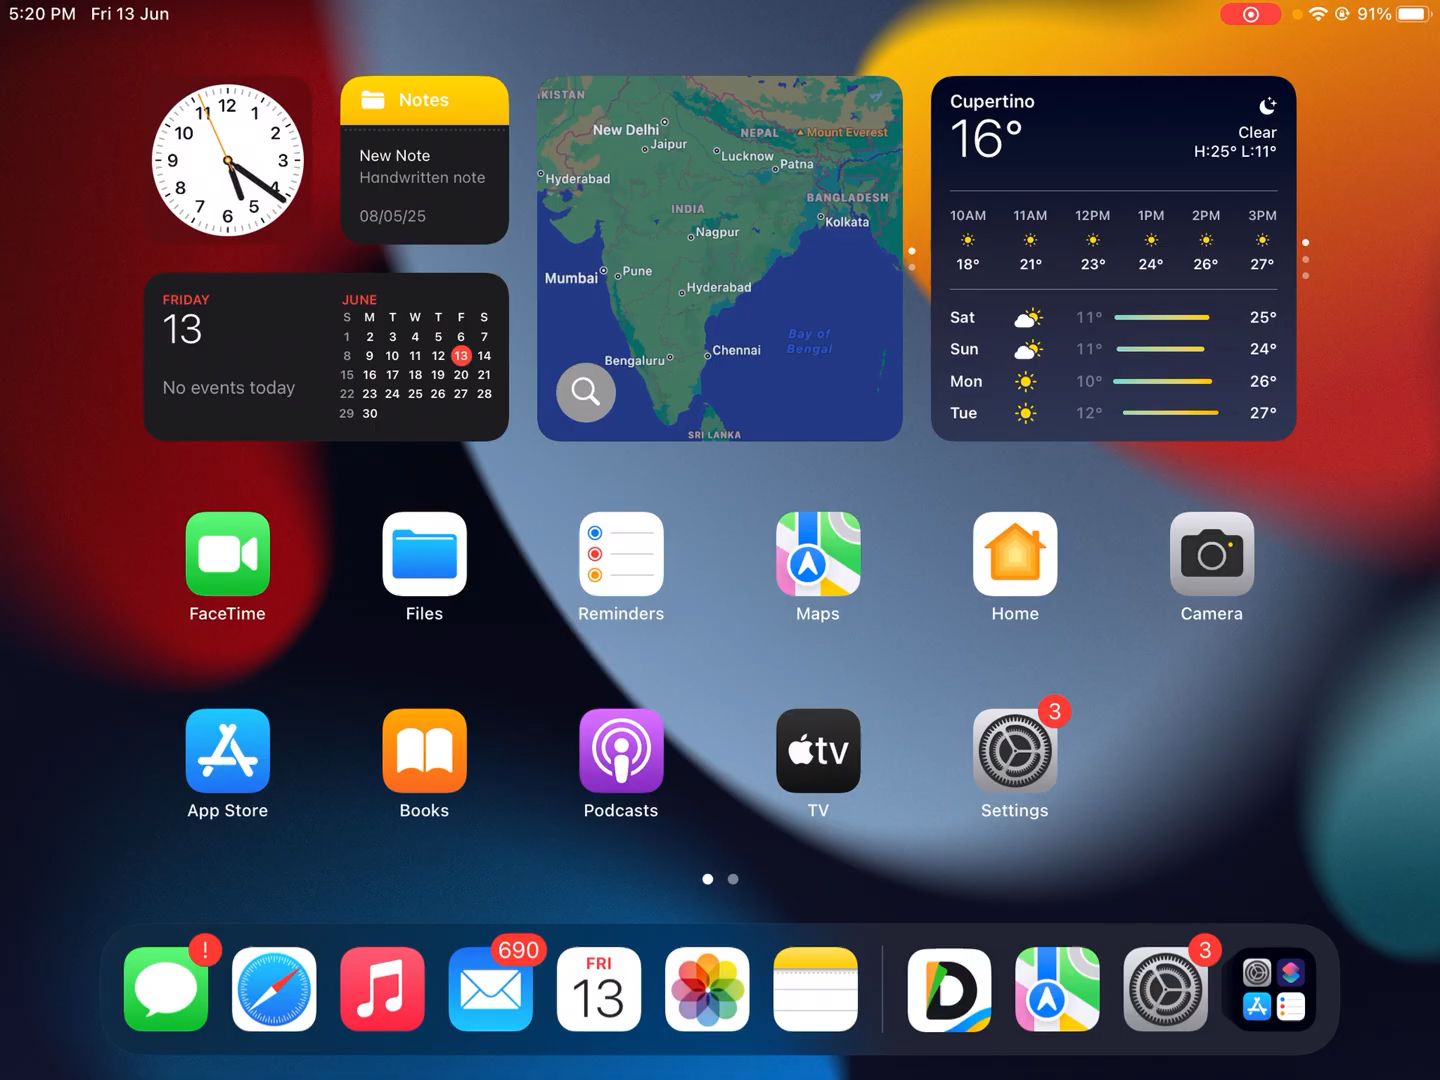 5:20 PM Fri 13 Jun
91%
12
1
2
3
4
5
6
7
8
9
10
11
Notes
New Note
Handwritten note
08/05/25
KISTAN
New Delhi
Jaipur
NEPAL
Mount Everest
Lucknow
Patna
Hyderabad
BANGLADESH
INDIA
Kolkata
Nagpur
Mumbai
Pune
Hyderabad
Bay of
Bengal
Bengaluru
Chennai
SRI LANKA
Cupertino
16°
Clear
H:25° L:11°
10AM 11AM 12PM 1PM 2PM 3PM
18° 21° 23° 24° 26° 27°
Sat 11° 25°
Sun 11° 24°
Mon 10° 26°
Tue 12° 27°
FRIDAY
13
No events today
JUNE
S M T W T F S
1 2 3 4 5 6 7
8 9 10 11 12 13 14
15 16 17 18 19 20 21
22 23 24 25 26 27 28
29 30
FaceTime
Files
Reminders
Maps
Home
Camera
App Store
Books
Podcasts
tv
TV
3
Settings
!
690
FRI
13
D
3